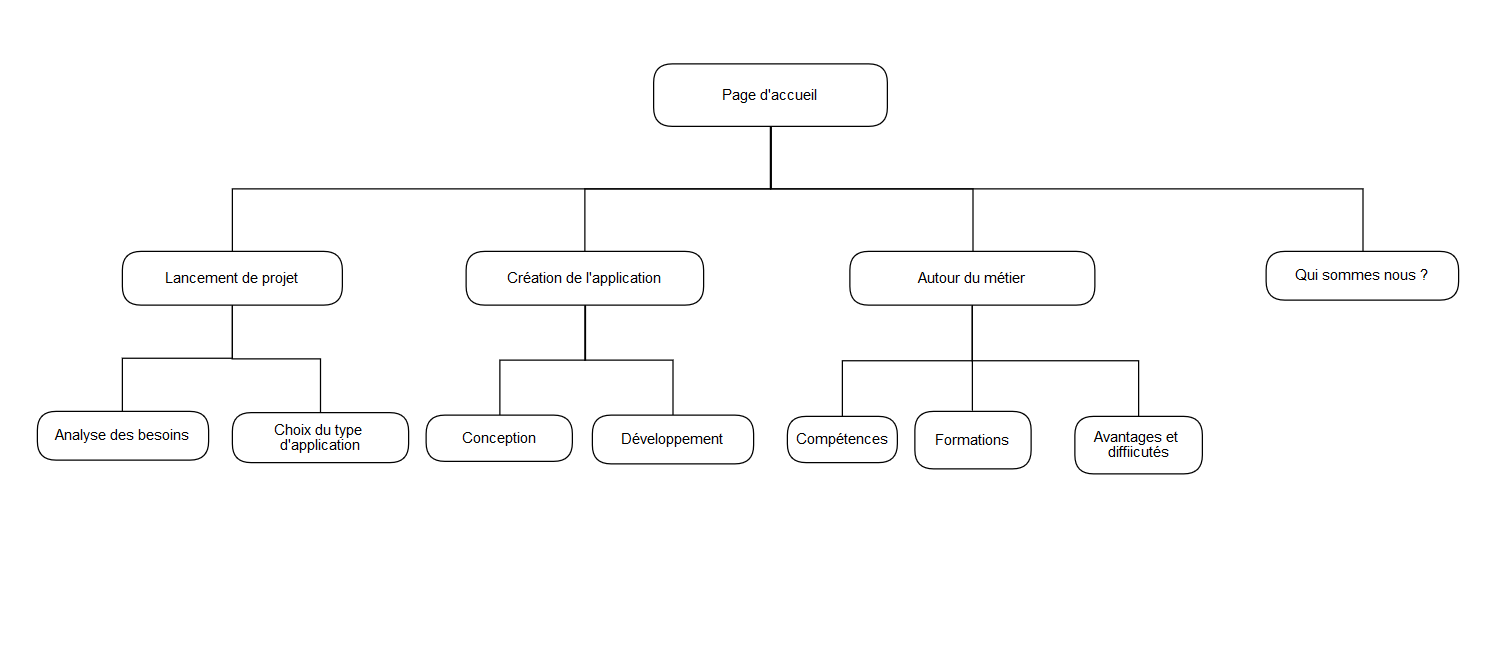 Page d'accueil
Lancement de projet
Création de l'application
Autour du métier
Qui sommes nous ?
Analyse des besoins
Choix du type
d'application
Conception
Développement
Compétences
Formations
Avantages et
diffiicutés